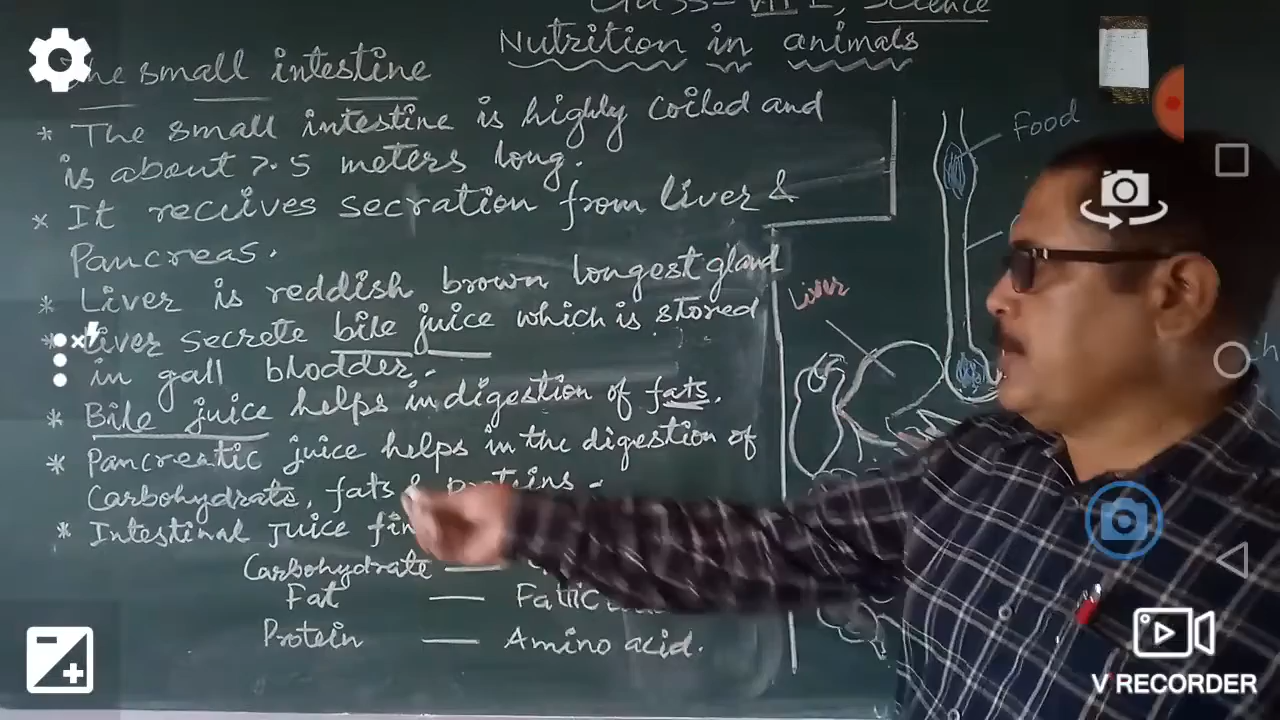 Class - VII, Science
Nutrition in animals
The small intestine
* The small intestine is highly coiled and
is about 7.5 meters long.
* It receives secration from liver &
Pancreas.
* Liver is reddish brown longest gland
* Liver secrete bile juice which is stored
in gall bladder.
* Bile juice helps in digestion of fats.
* Pancreatic juice helps in the digestion of
Carbohydrate, fats & proteins.
* Intestinal Juice
Carbohydrate —
Fat —
Protein — Amino acid.
Food
Liver
V RECORDER